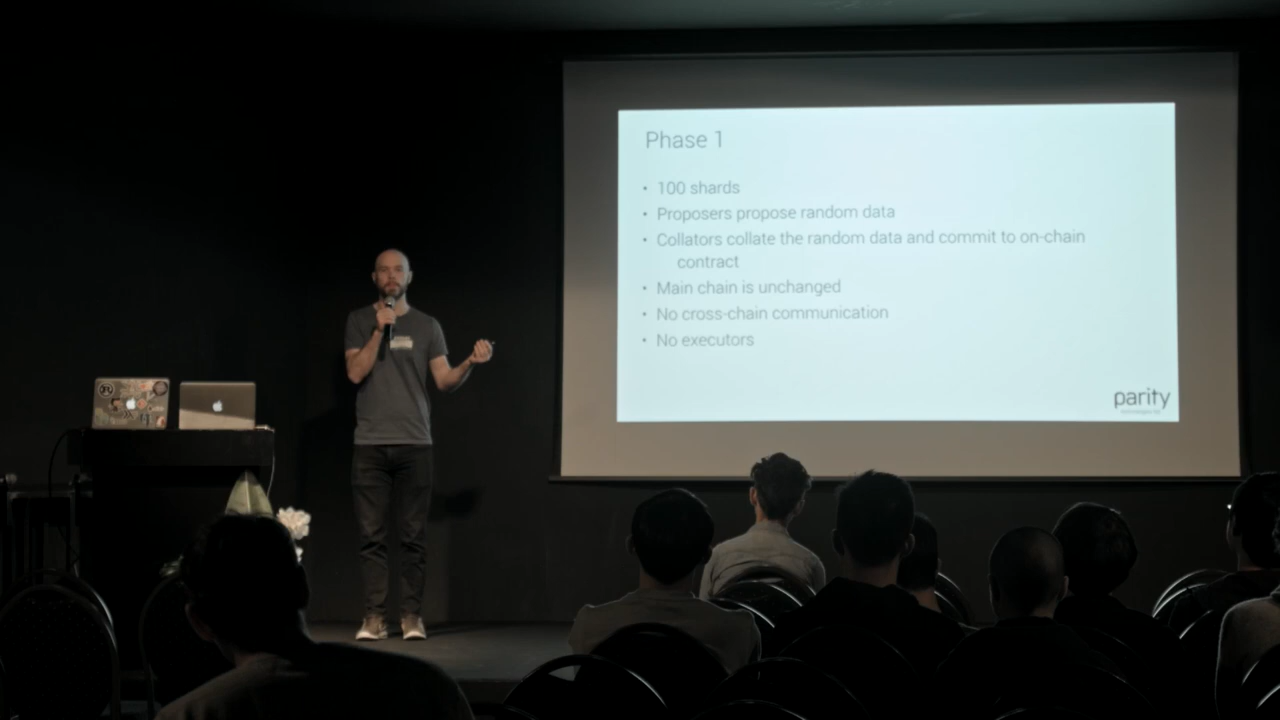 Phase 1
• 100 shards
• Proposers propose random data
• Collators collate the random data and commit to on-chain
contract
• Main chain is unchanged
• No cross-chain communication
• No executors
parity